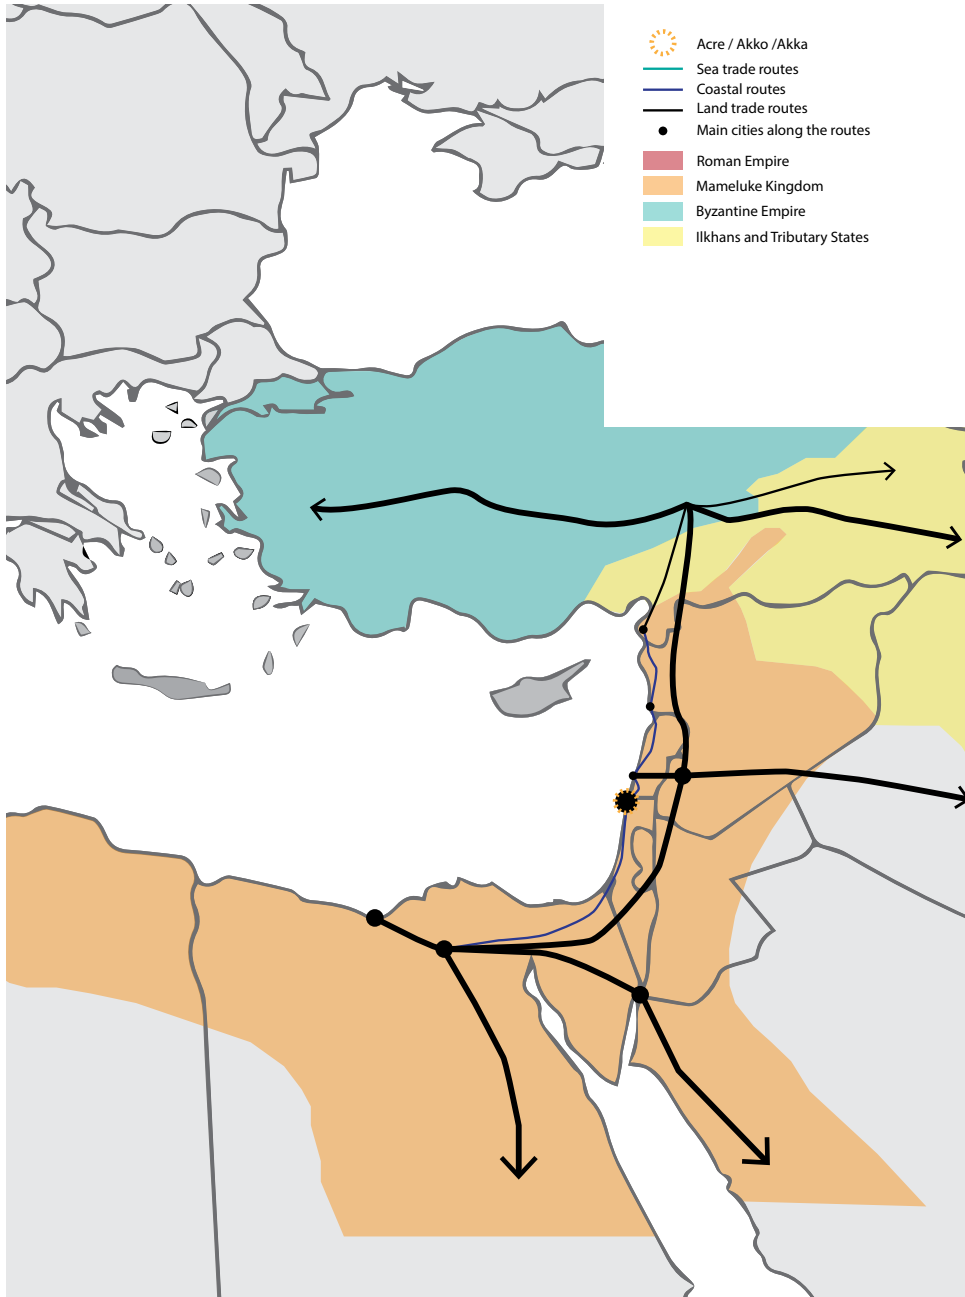 Acre / Akko /Akka
Sea trade routes
Coastal routes
Land trade routes
Main cities along the routes
Roman Empire
Mameluke Kingdom
Byzantine Empire
Ilkhans and Tributary States